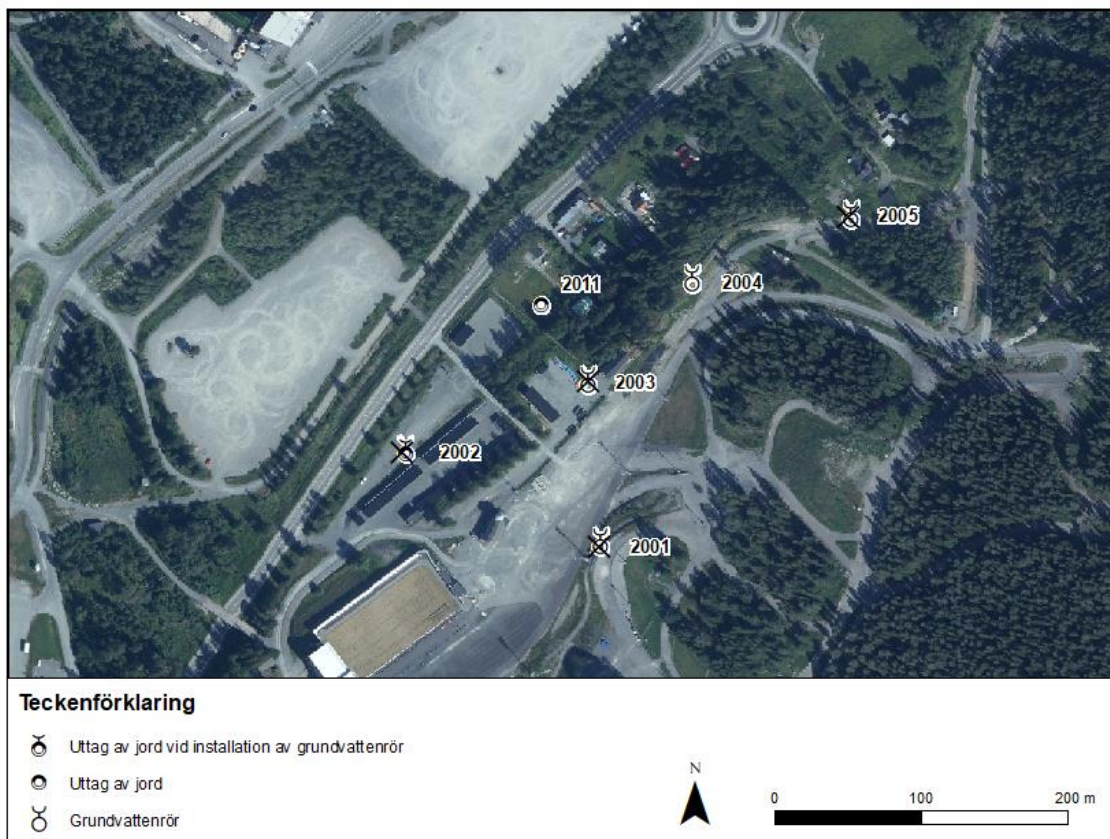 2005
2011
2004
2003
2002
2001
Teckenförklaring
Uttag av jord vid installation av grundvattenrör
Uttag av jord
Grundvattenrör
N
0 100 200 m